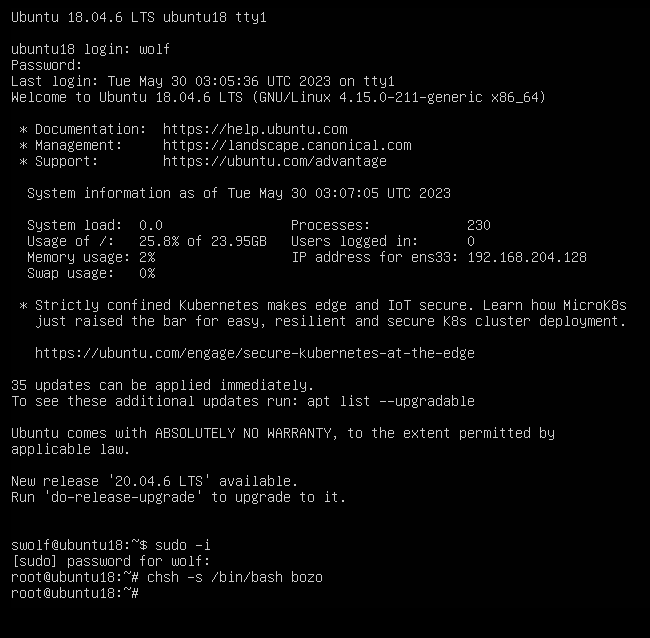 Ubuntu 18.04.6 LTS ubuntu18 tty1
ubuntu18 login: wolf
Password:
Last login: Tue May 30 03:05:36 UTC 2023 on tty1
Welcome to Ubuntu 18.04.6 LTS (GNU/Linux 4.15.0-211-generic x86_64)
* Documentation:  https://help.ubuntu.com
* Management:     https://landscape.canonical.com
* Support:        https://ubuntu.com/advantage
System information as of Tue May 30 03:07:05 UTC 2023
System load:  0.0                Processes:            230
Usage of /:   25.8% of 23.95GB   Users logged in:      0
Memory usage: 2%                 IP address for ens33: 192.168.204.128
Swap usage:   0%
* Strictly confined Kubernetes makes edge and IoT secure. Learn how MicroK8s
just raised the bar for easy, resilient and secure K8s cluster deployment.
https://ubuntu.com/engage/secure-kubernetes-at-the-edge
35 updates can be applied immediately.
To see these additional updates run: apt list --upgradable
Ubuntu comes with ABSOLUTELY NO WARRANTY, to the extent permitted by
applicable law.
New release '20.04.6 LTS' available.
Run 'do-release-upgrade' to upgrade to it.
swolf@ubuntu18:~$ sudo -i
[sudo] password for wolf:
root@ubuntu18:~# chsh -s /bin/bash bozo
root@ubuntu18:~#